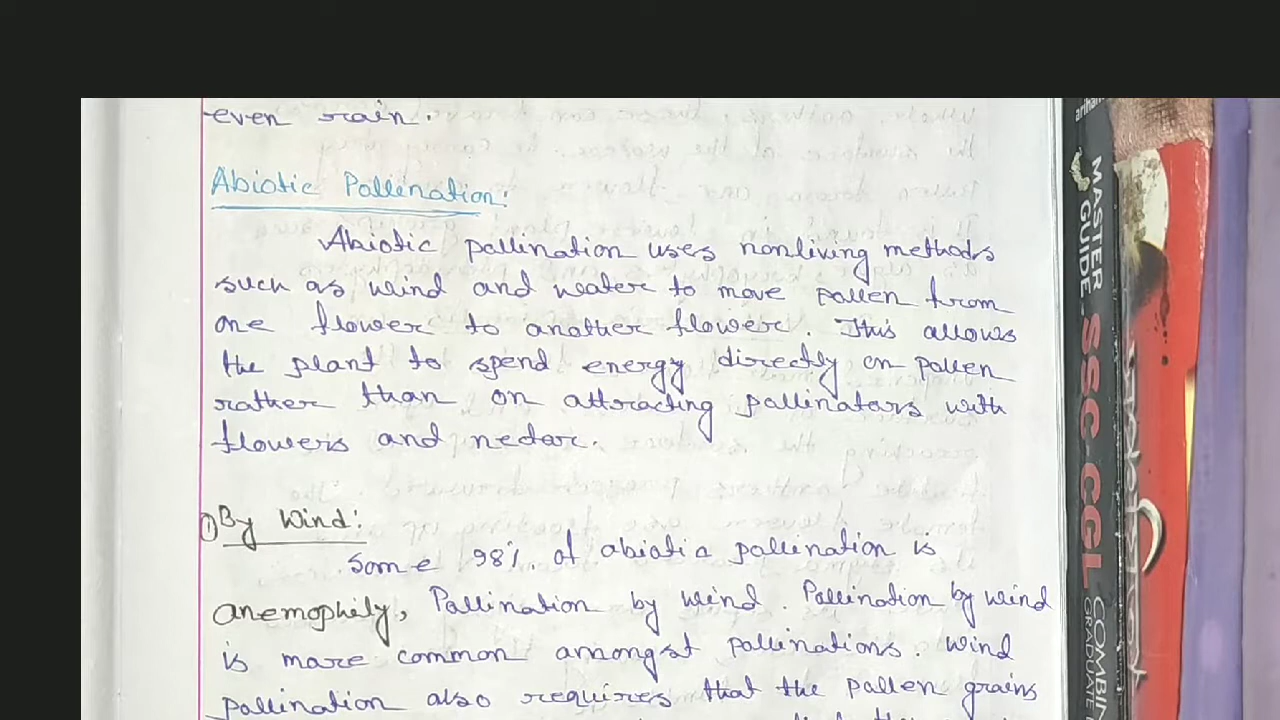 even rain.
Abiotic Pollination:
Abiotic pollination uses nonliving methods
such as wind and water to move pollen from
one flower to another flower. This allows
the plant to spend energy directly on pollen
rather than on attracting pollinators with
flowers and nectar.
① By Wind:
Some 98% of abiotic pollination is
anemophily, Pollination by wind. Pollination by wind
is more common amongst pollinations. Wind
pollination also requires that the pollen grains
arihant
MASTER
GUIDE
SSC CGL
COMBIN
GRADUATE